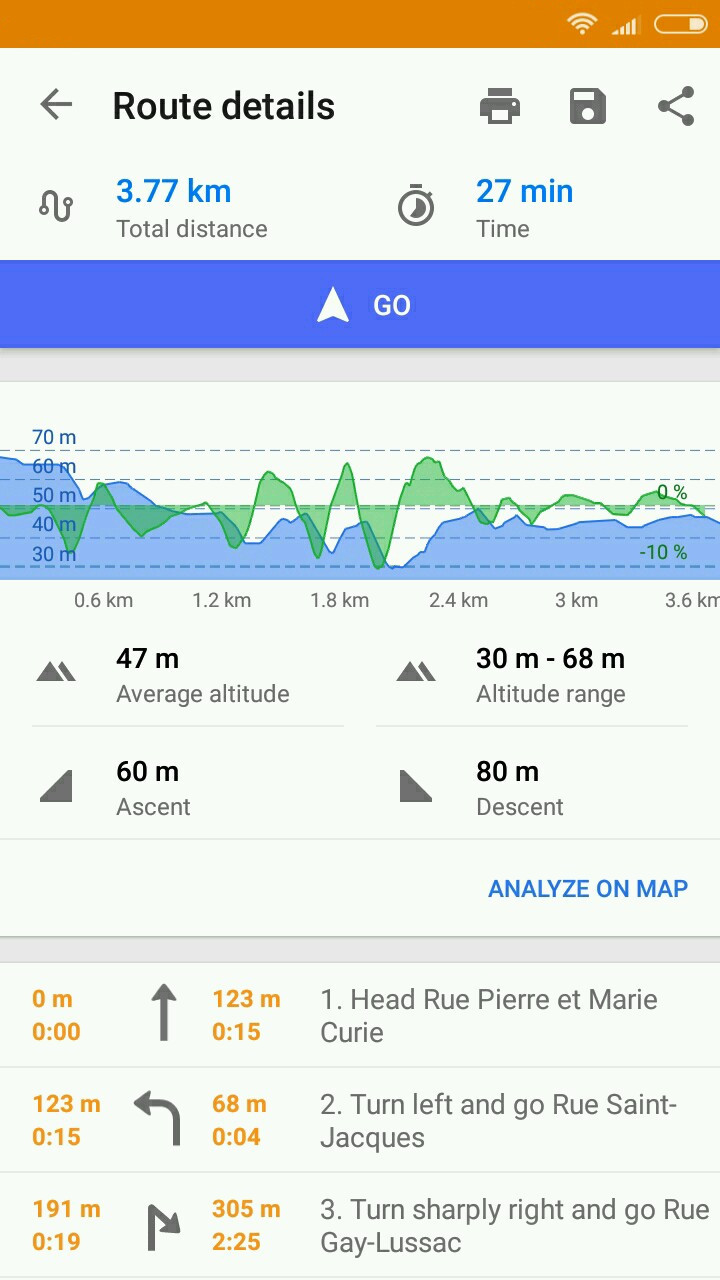 Route details
3.77 km
Total distance
27 min
Time
GO
70 m
60 m
50 m
40 m
30 m
0 %
-10 %
0.6 km 1.2 km 1.8 km 2.4 km 3 km 3.6 km
47 m
Average altitude
30 m - 68 m
Altitude range
60 m
Ascent
80 m
Descent
ANALYZE ON MAP
0 m
0:00
123 m
0:15
1. Head Rue Pierre et Marie
Curie
123 m
0:15
68 m
0:04
2. Turn left and go Rue Saint-
Jacques
191 m
0:19
305 m
2:25
3. Turn sharply right and go Rue
Gay-Lussac